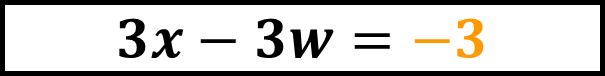 3x − 3w = −3